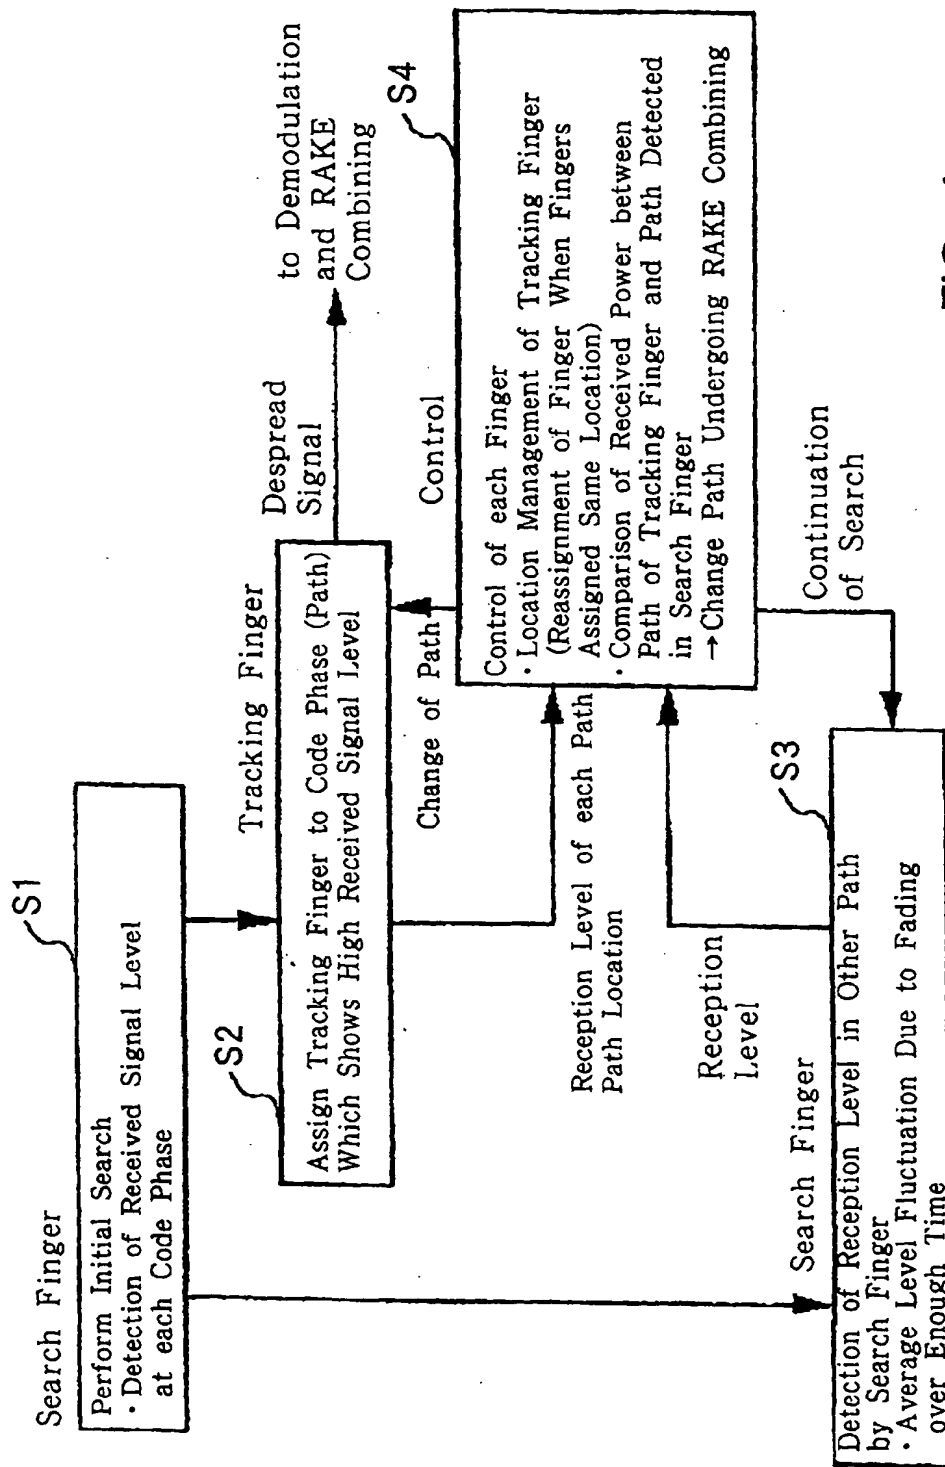 Search Finger
S1
Perform Initial Search
· Detection of Received Signal Level
at each Code Phase
Tracking Finger
S2
Assign Tracking Finger to Code Phase (Path)
Which Shows High Received Signal Level
Despread
Signal
to Demodulation
and RAKE
Combining
Change of Path
Control
S4
Control of each Finger
· Location Management of Tracking Finger
(Reassignment of Finger When Fingers
Assigned Same Location)
· Comparison of Received Power between
Path of Tracking Finger and Path Detected
in Search Finger
→ Change Path Undergoing RAKE Combining
Reception Level of each Path
Path Location
Reception
Level
Continuation
of Search
Search Finger
S3
Detection of Reception Level in Other Path
by Search Finger
· Average Level Fluctuation Due to Fading
over Enough Time